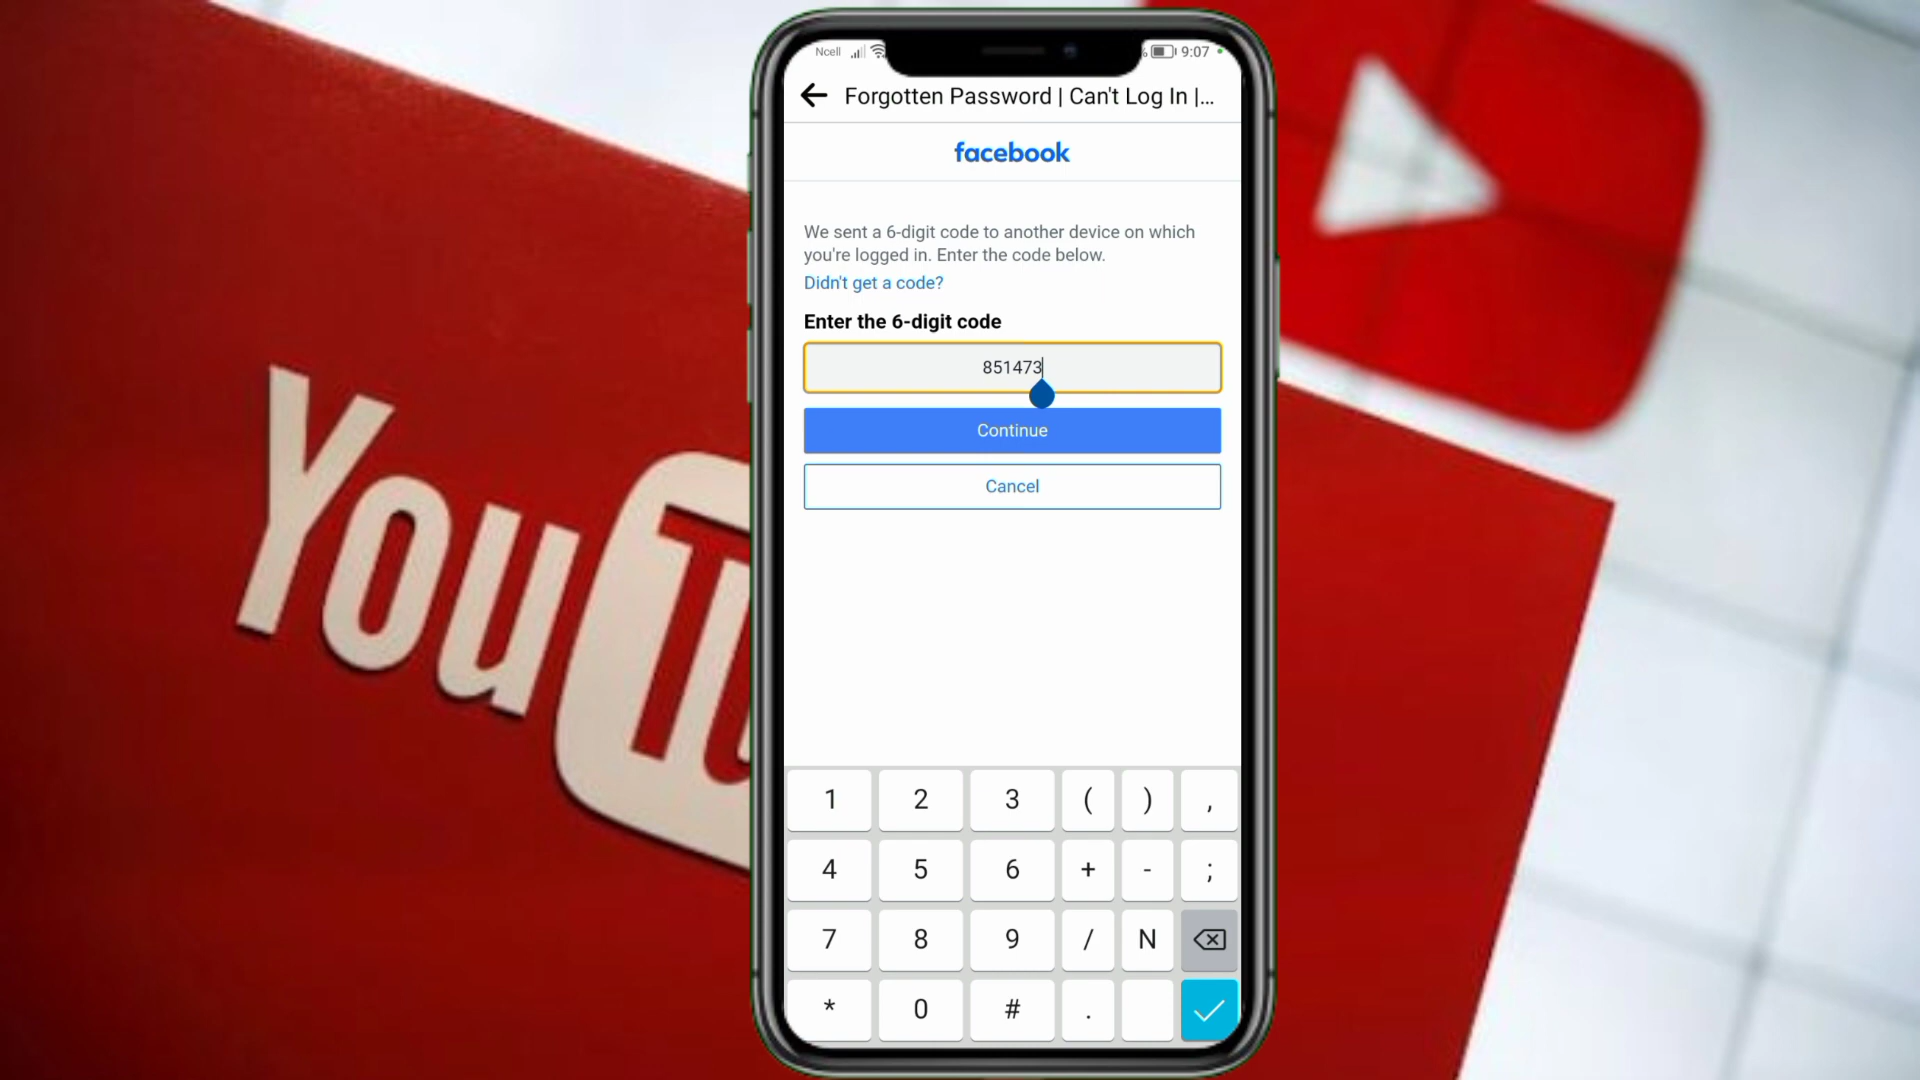 Ncell
9:07
Forgotten Password | Can't Log In |...
facebook
We sent a 6-digit code to another device on which
you're logged in. Enter the code below.
Didn't get a code?
Enter the 6-digit code
851473
Continue
Cancel
1 2 3 ( ) ,
4 5 6 + - ;
7 8 9 / N
* 0 # .
YouTu